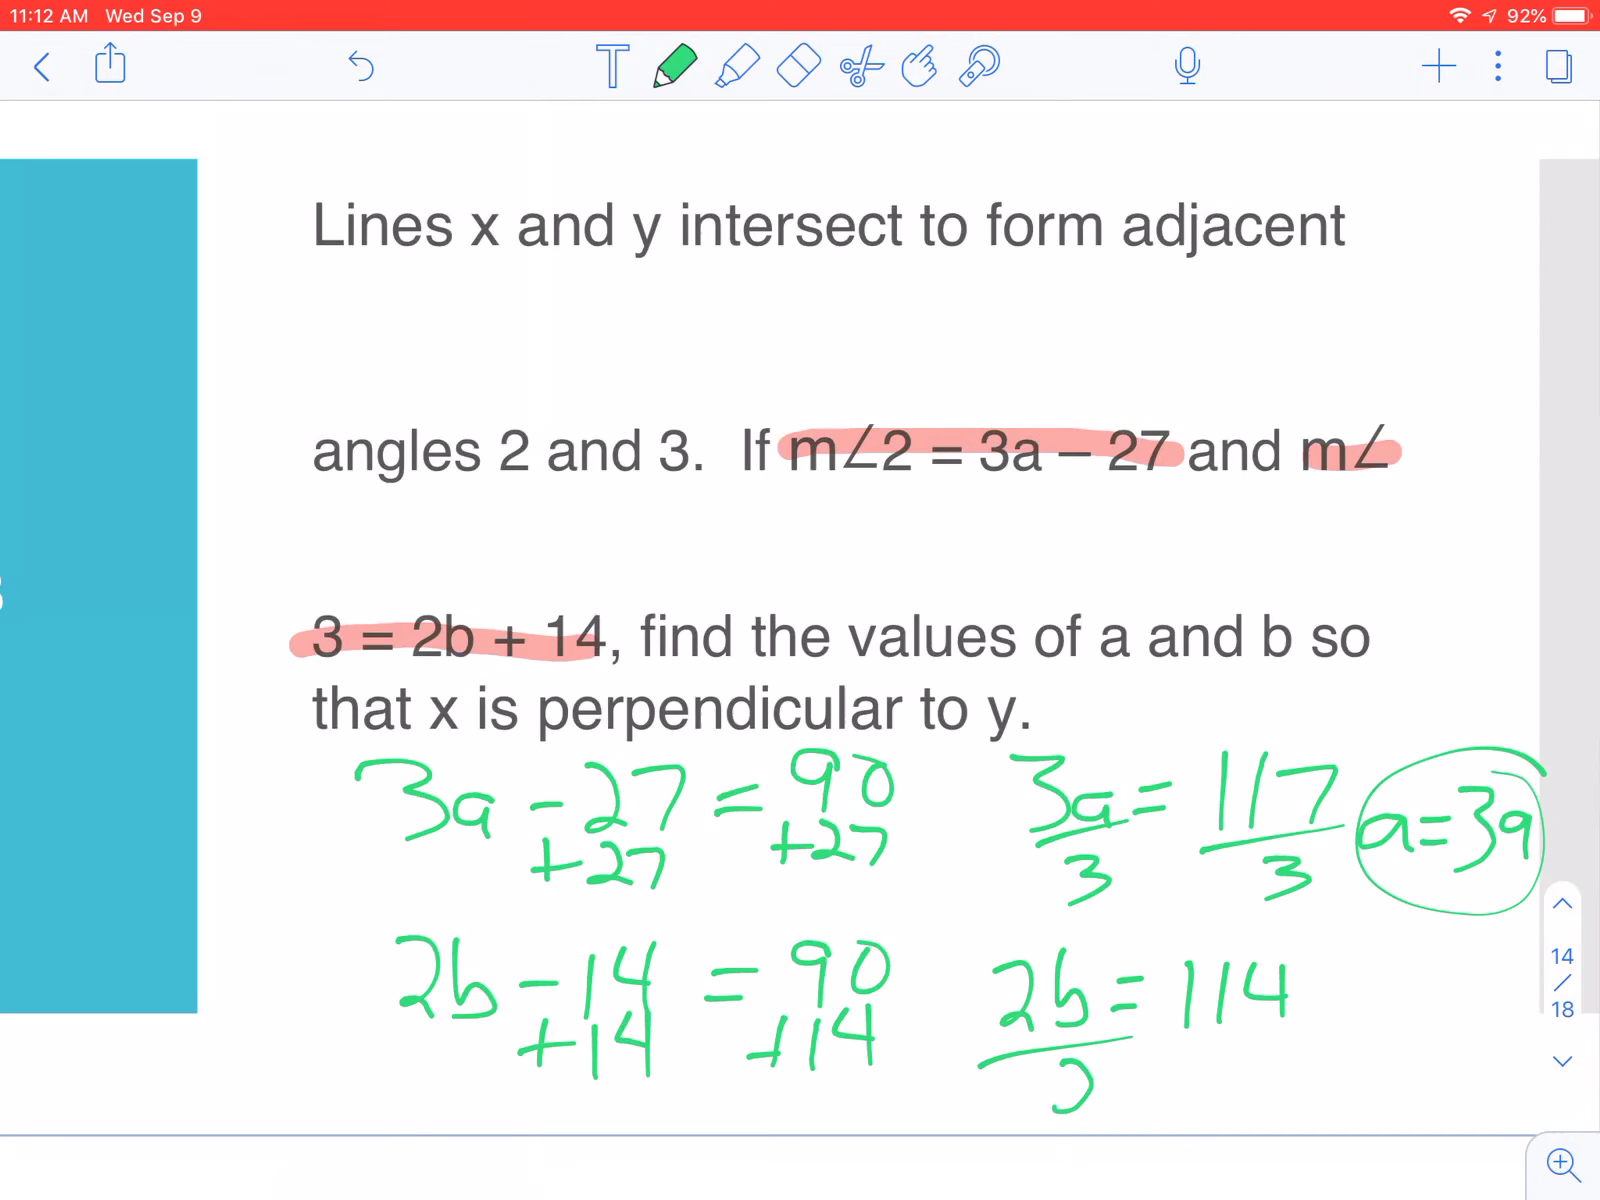 11:12 AM Wed Sep 9 92%
Lines x and y intersect to form adjacent
angles 2 and 3. If m∠2 = 3a – 27 and m∠
3 = 2b + 14, find the values of a and b so
that x is perpendicular to y.
3a - 27 = 90 3a = 117 a = 39
+27 +27 3 3
2b - 14 = 90 2b = 114
+14 +14 2
14
/
18